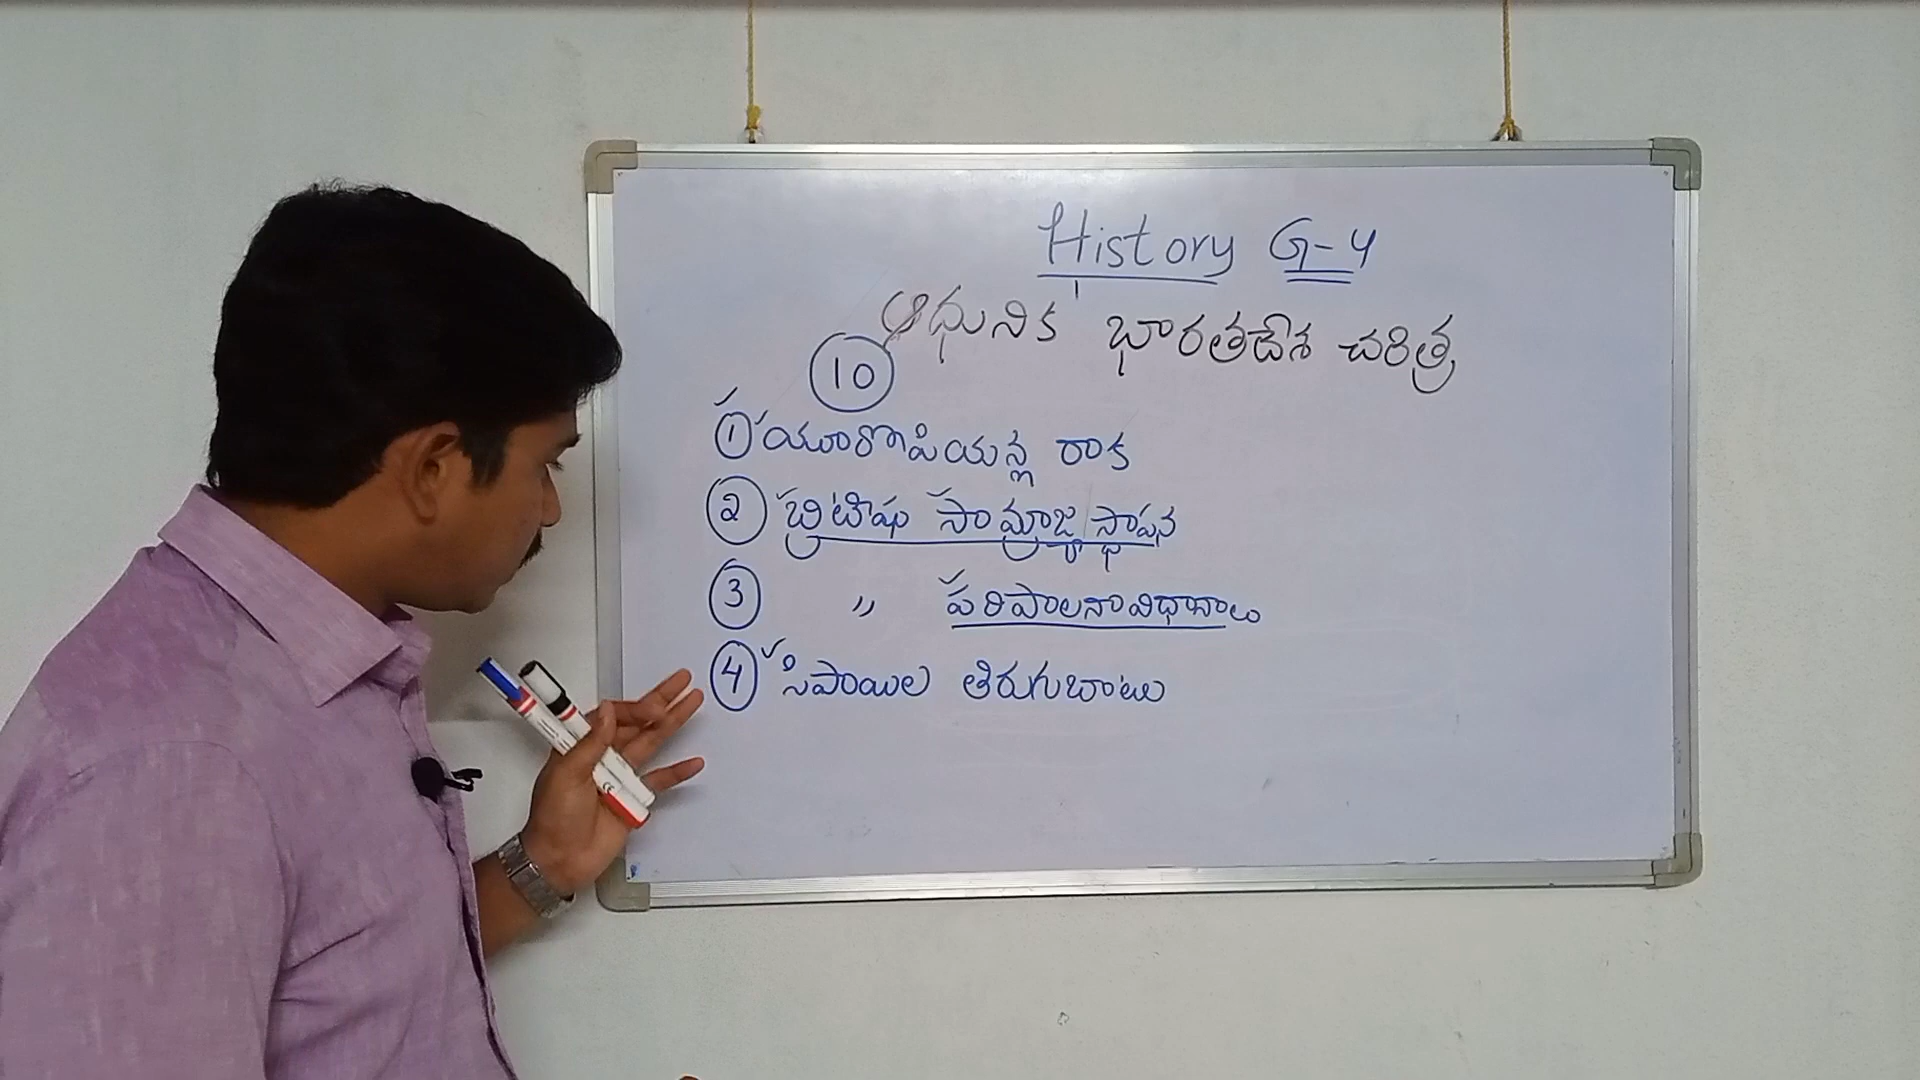 History G-4
ఆధునిక భారతదేశ చరిత్ర
10
1 యూరొపియన్ల రాక
2 బ్రిటిషు సామ్రాజ్య స్థాపన
3 " పరిపాలనా విధానాలు
4 సిపాయిల తిరుగుబాటు